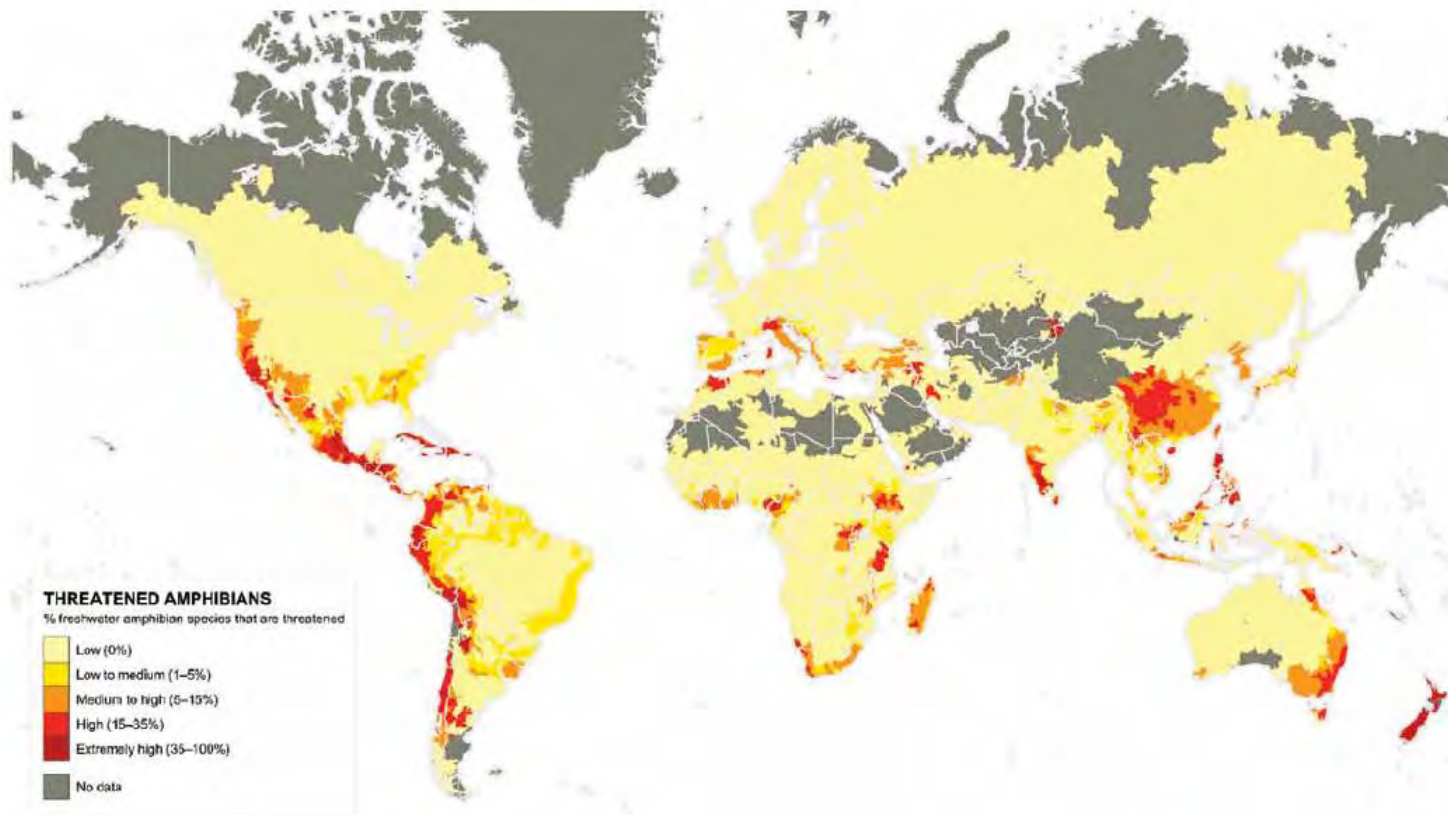 THREATENED AMPHIBIANS
% freshwater amphibian species that are threatened
Low (0%)
Low to medium (1–5%)
Medium to high (5–15%)
High (15–35%)
Extremely high (35–100%)
No data